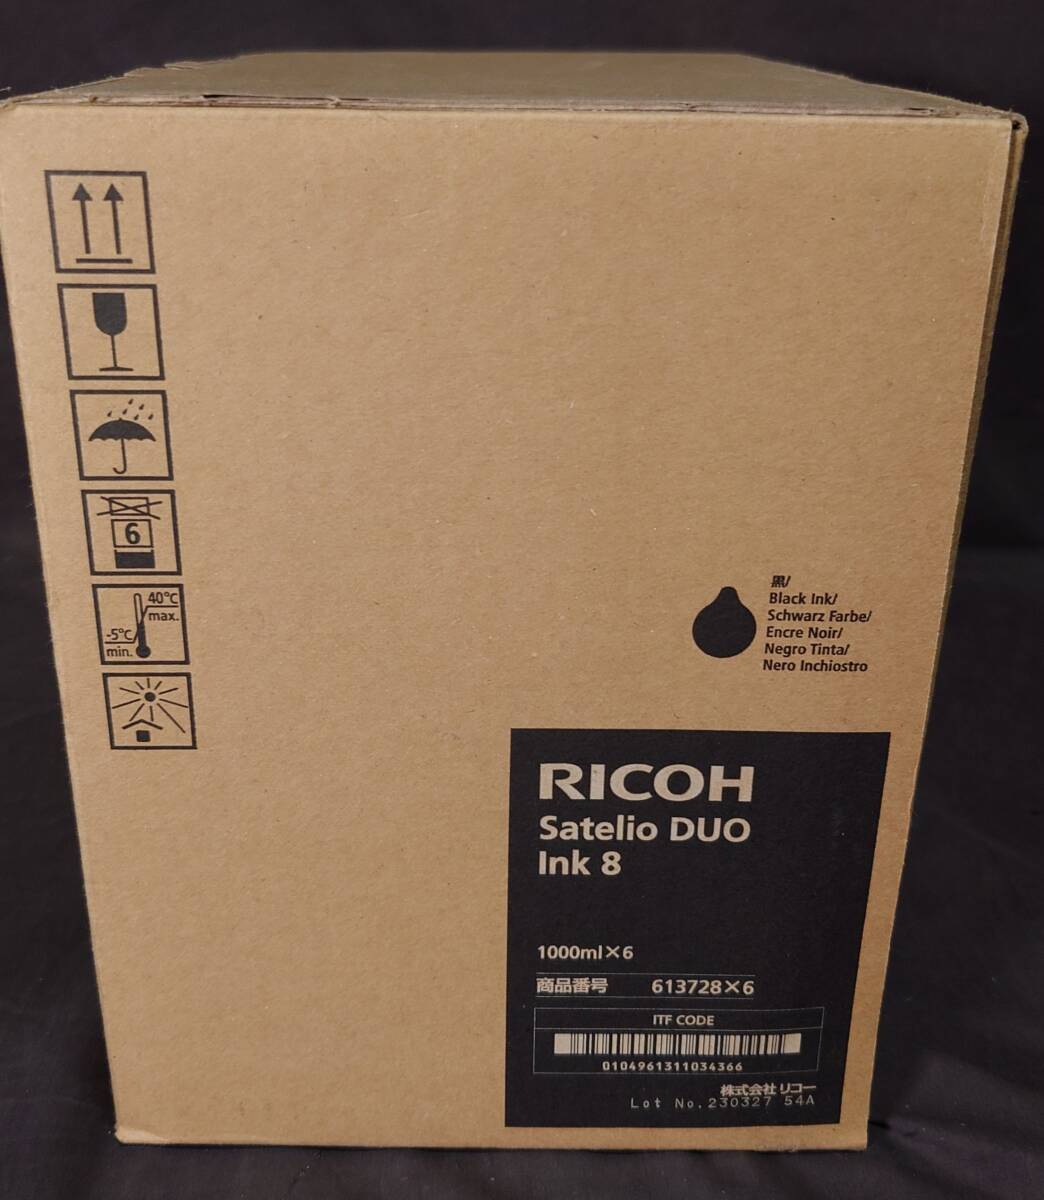 6
40°C
max.
-5°C
min.
黒/
Black Ink/
Schwarz Farbe/
Encre Noir/
Negro Tinta/
Nero Inchiostro
RICOH
Satelio DUO
Ink 8
1000ml×6
商品番号 613728×6
ITF CODE
0104961311034366
株式会社 リコー
Lot No.230327 54A